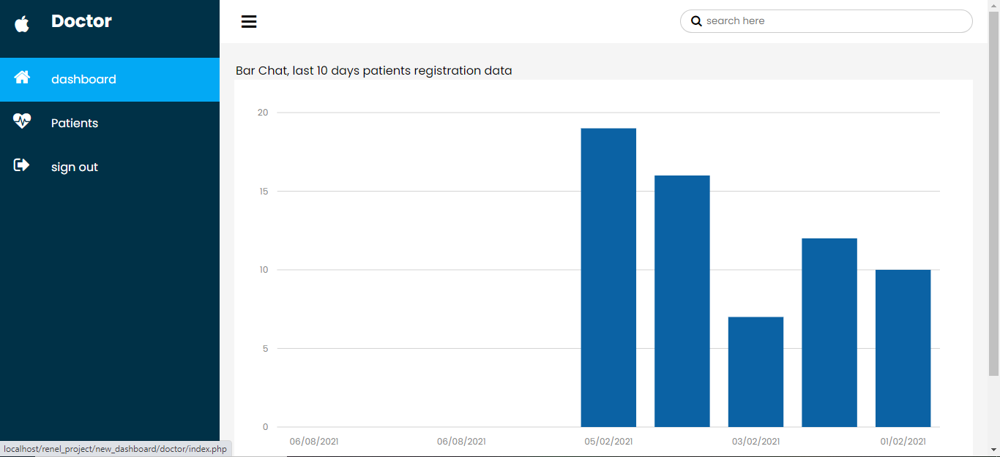 Doctor
search here
dashboard
Patients
sign out
Bar Chat, last 10 days patients registration data
20
15
10
5
0
06/08/2021 06/08/2021 05/02/2021 03/02/2021 01/02/2021
localhost/renel_project/new_dashboard/doctor/index.php